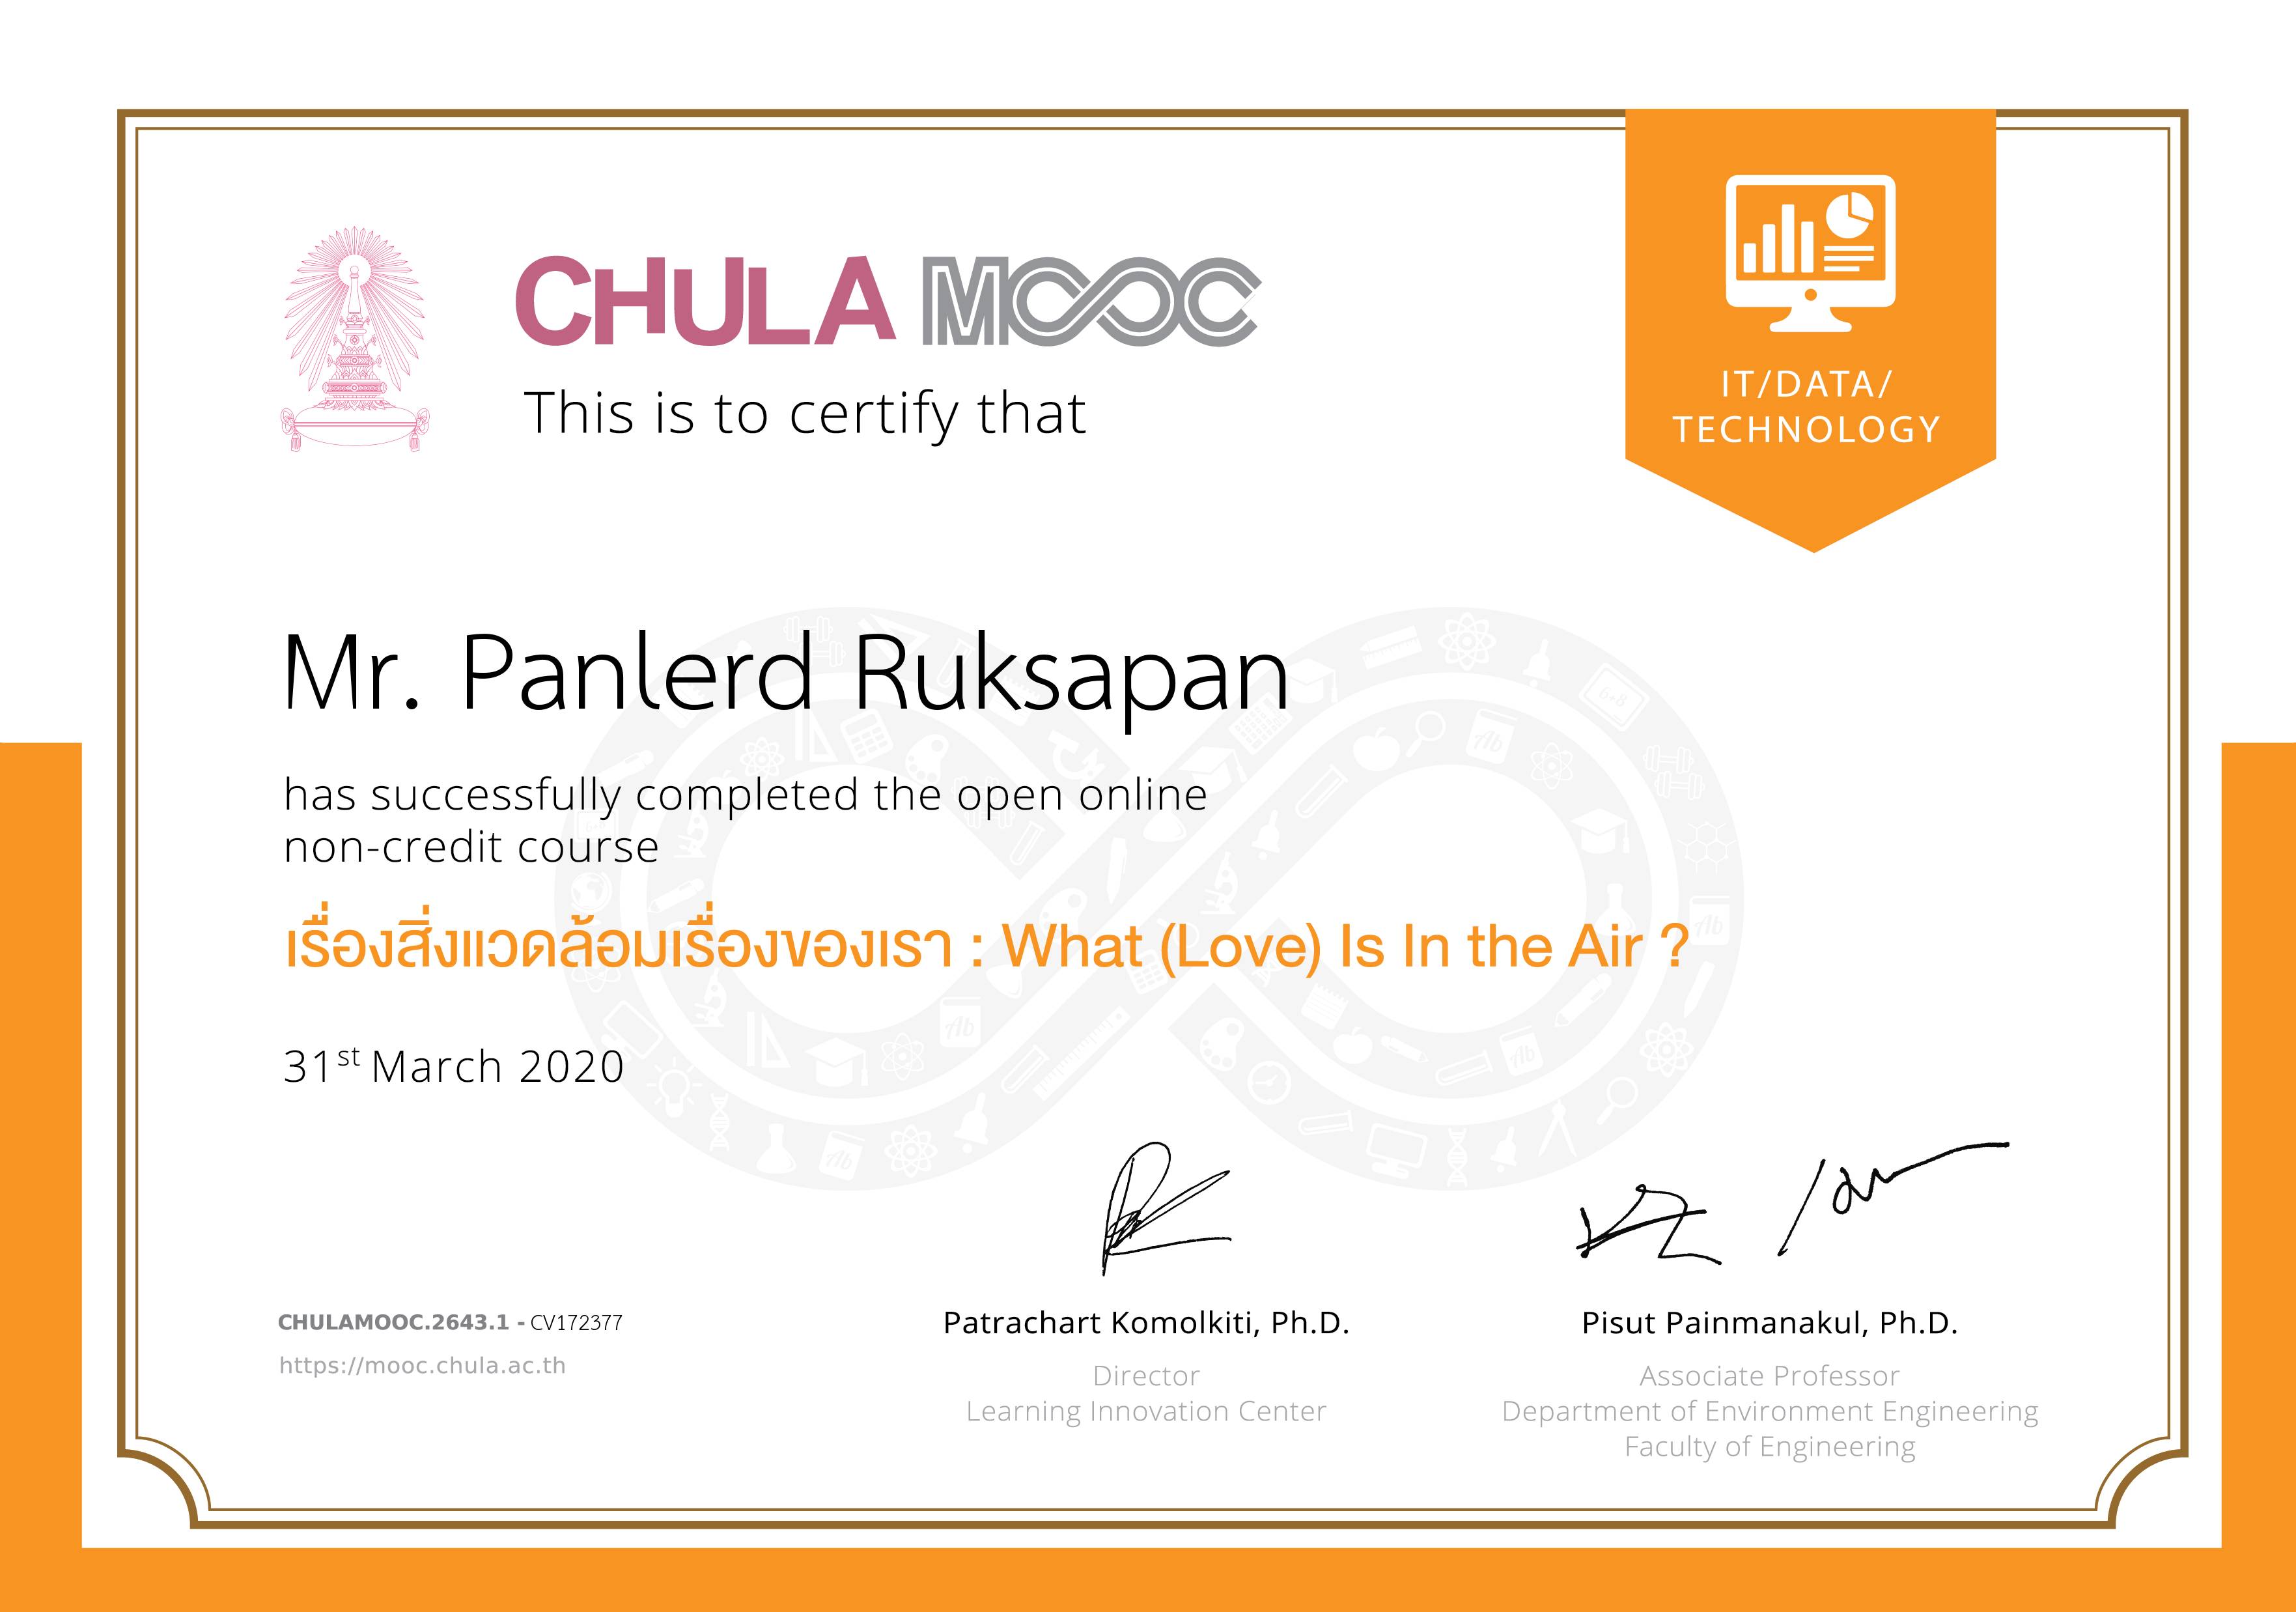 CHULA MOOC
This is to certify that
IT/DATA/
TECHNOLOGY
Mr. Panlerd Ruksapan
has successfully completed the open online
non-credit course
เรื่องสิ่งแวดล้อมเรื่องของเรา : What (Love) Is In the Air ?
31st March 2020
CHULAMOOC.2643.1 - CV172377
https://mooc.chula.ac.th
Patrachart Komolkiti, Ph.D.
Director
Learning Innovation Center
Pisut Painmanakul, Ph.D.
Associate Professor
Department of Environment Engineering
Faculty of Engineering